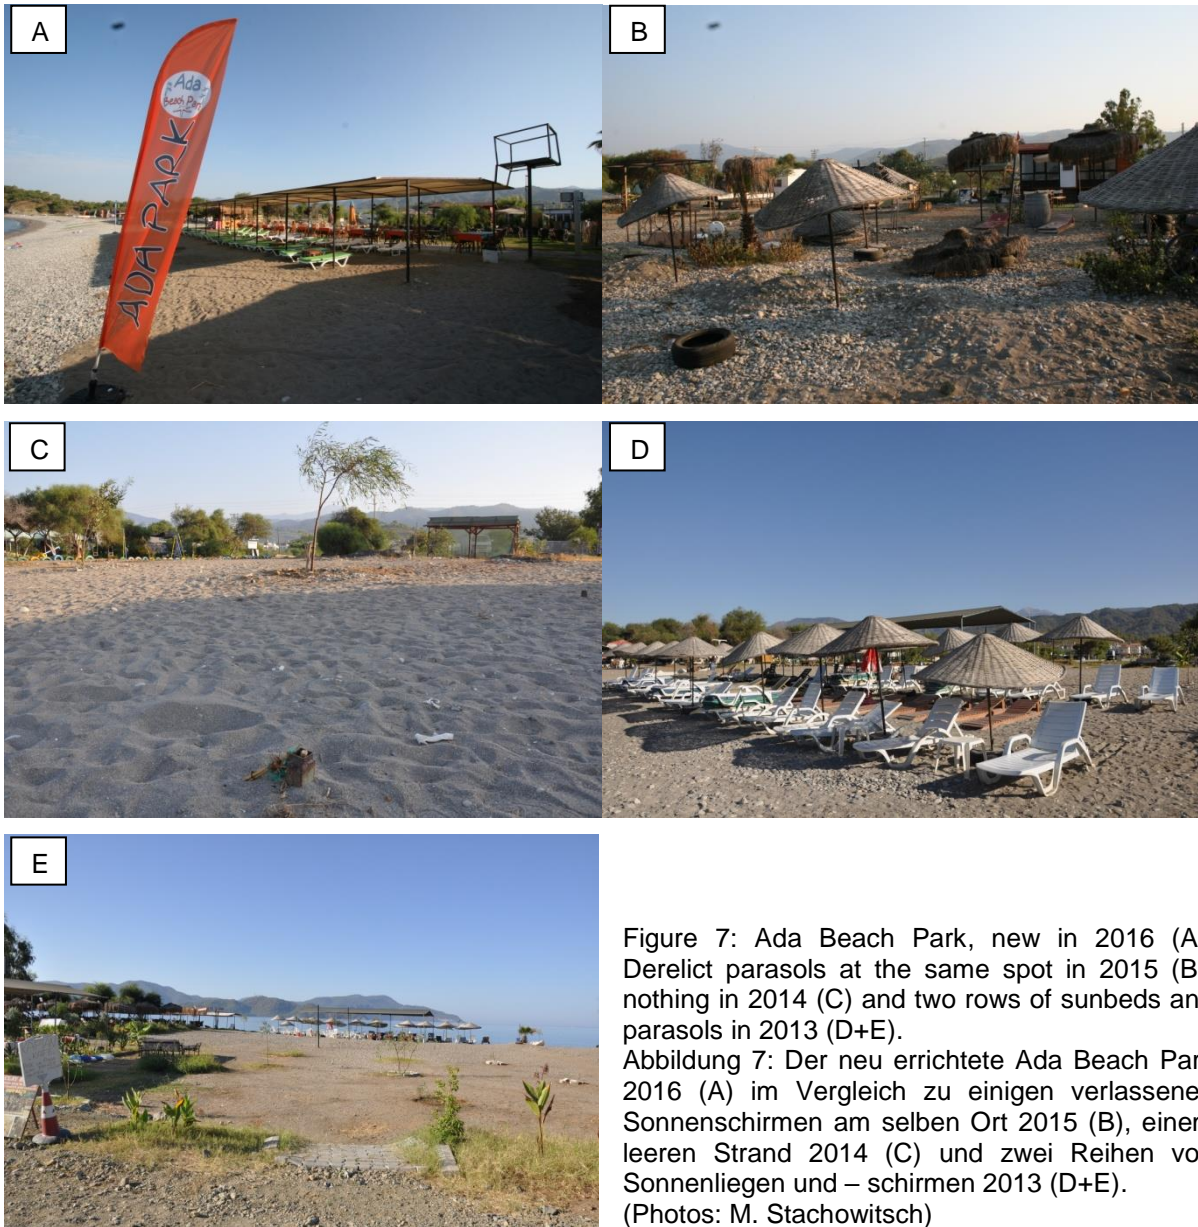 A
B
Ada
Beach Park
ADA PARK
C
D
E
Figure 7: Ada Beach Park, new in 2016 (A
Derelict parasols at the same spot in 2015 (B
nothing in 2014 (C) and two rows of sunbeds an
parasols in 2013 (D+E).
Abbildung 7: Der neu errichtete Ada Beach Par
2016 (A) im Vergleich zu einigen verlassene
Sonnenschirmen am selben Ort 2015 (B), einer
leeren Strand 2014 (C) und zwei Reihen vo
Sonnenliegen und – schirmen 2013 (D+E).
(Photos: M. Stachowitsch)